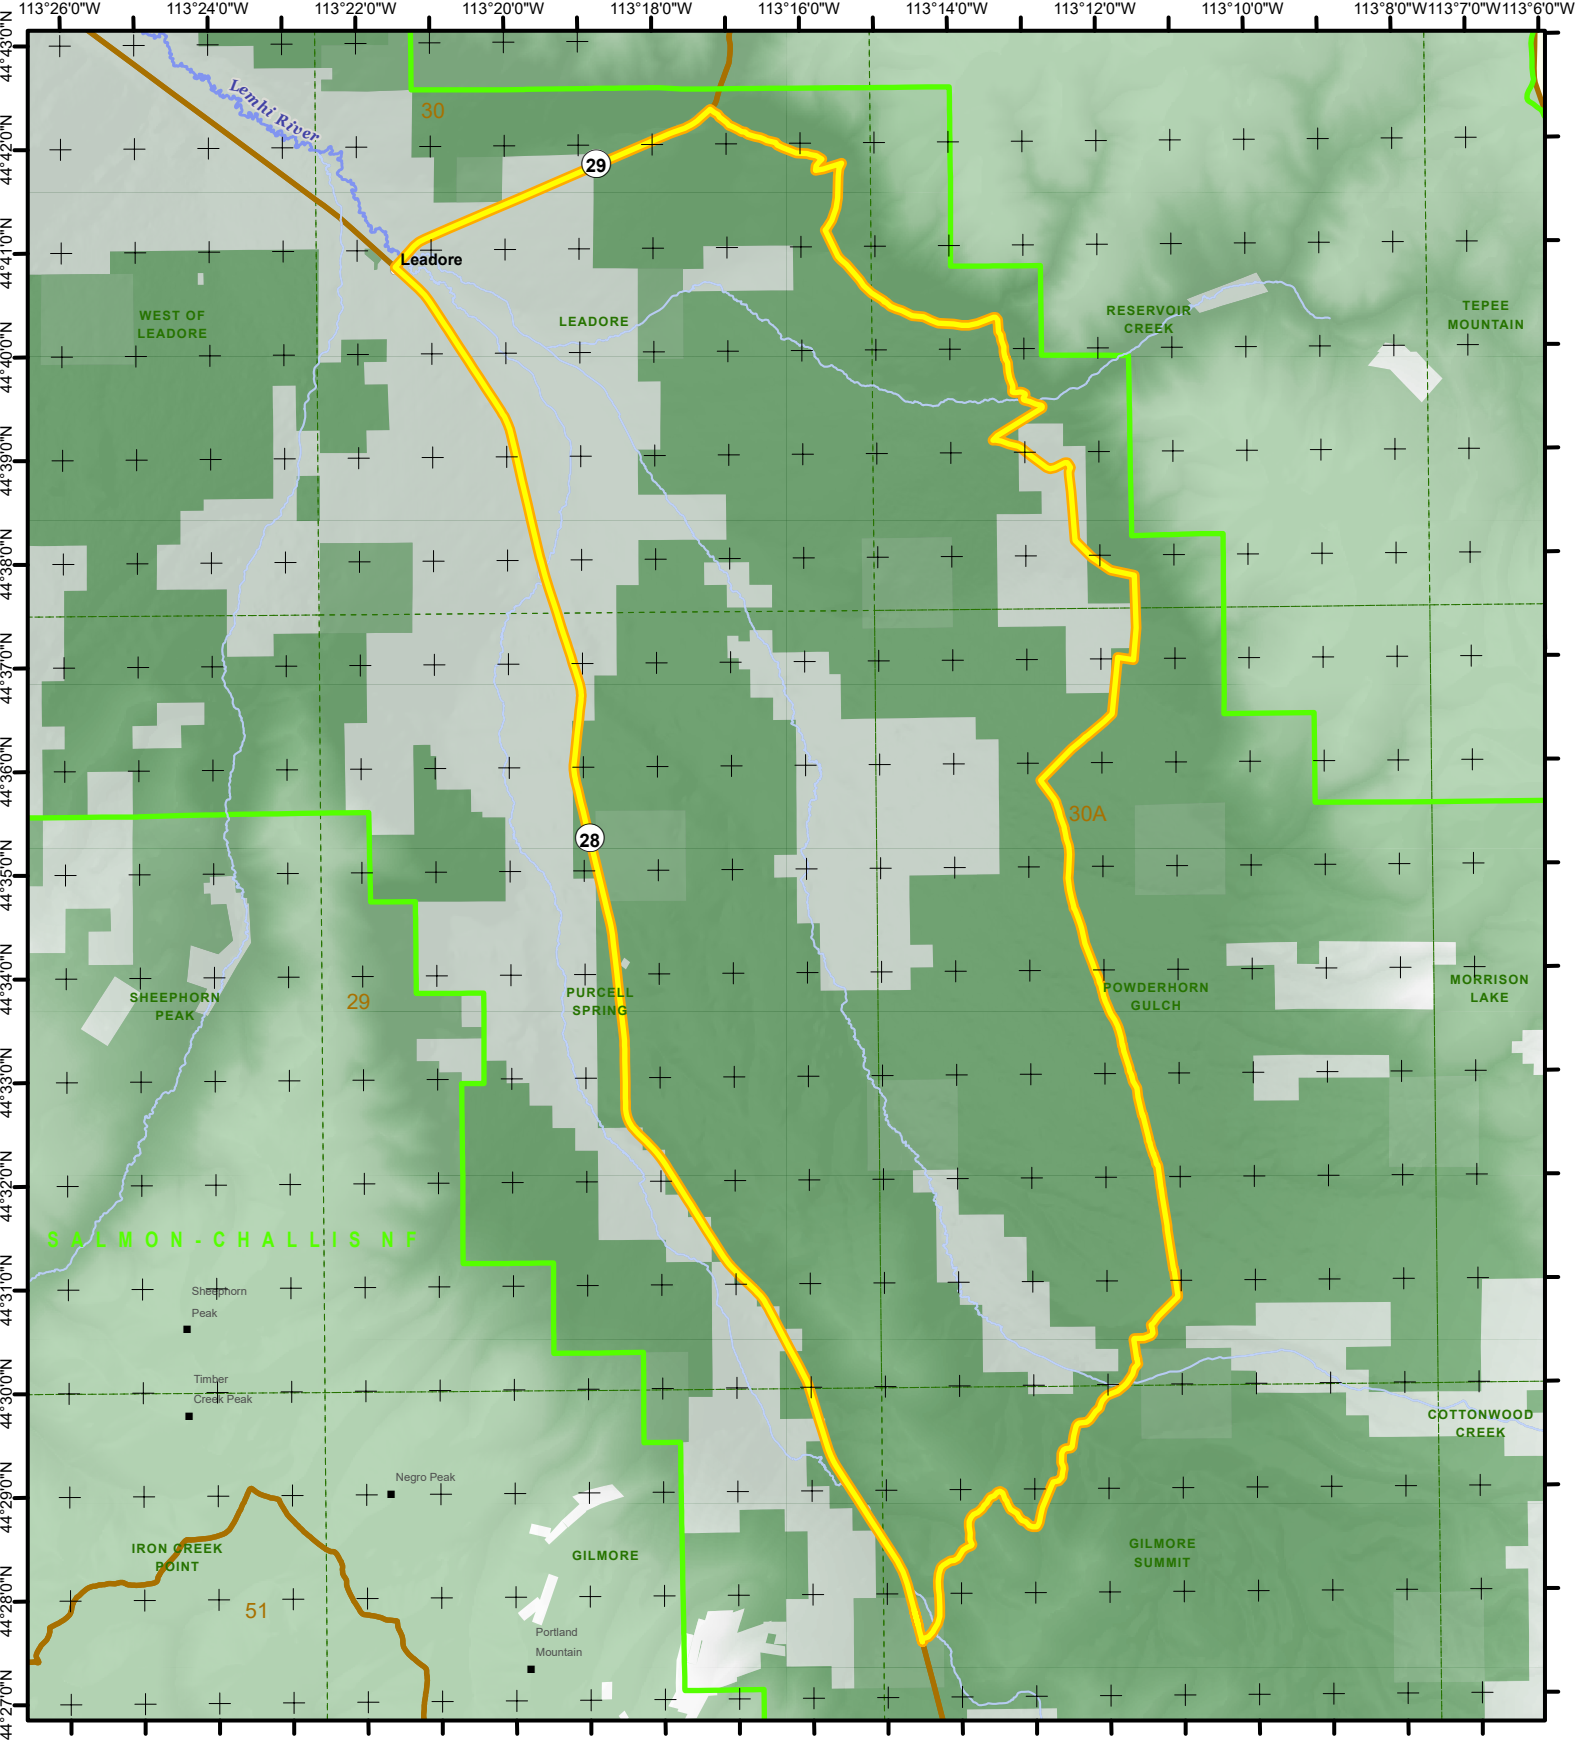 113°26'0"W
113°24'0"W
113°22'0"W
113°20'0"W
113°18'0"W
113°16'0"W
113°14'0"W
113°12'0"W
113°10'0"W
113°8'0"W
113°7'0"W
113°6'0"W
44°43'0"N
44°42'0"N
44°41'0"N
44°40'0"N
44°39'0"N
44°38'0"N
44°37'0"N
44°36'0"N
44°35'0"N
44°34'0"N
44°33'0"N
44°32'0"N
44°31'0"N
44°30'0"N
44°29'0"N
44°28'0"N
44°27'0"N
Lemhi River
30
29
Leadore
WEST OF
LEADORE
LEADORE
RESERVOIR
CREEK
TEPEE
MOUNTAIN
28
30A
SHEEPHORN
PEAK
29
PURCELL
SPRING
POWDERHORN
GULCH
MORRISON
LAKE
SALMON-CHALLIS NF
Sheephorn
Peak
Timber
Creek Peak
COTTONWOOD
CREEK
Negro Peak
IRON CREEK
POINT
GILMORE
GILMORE
SUMMIT
51
Portland
Mountain